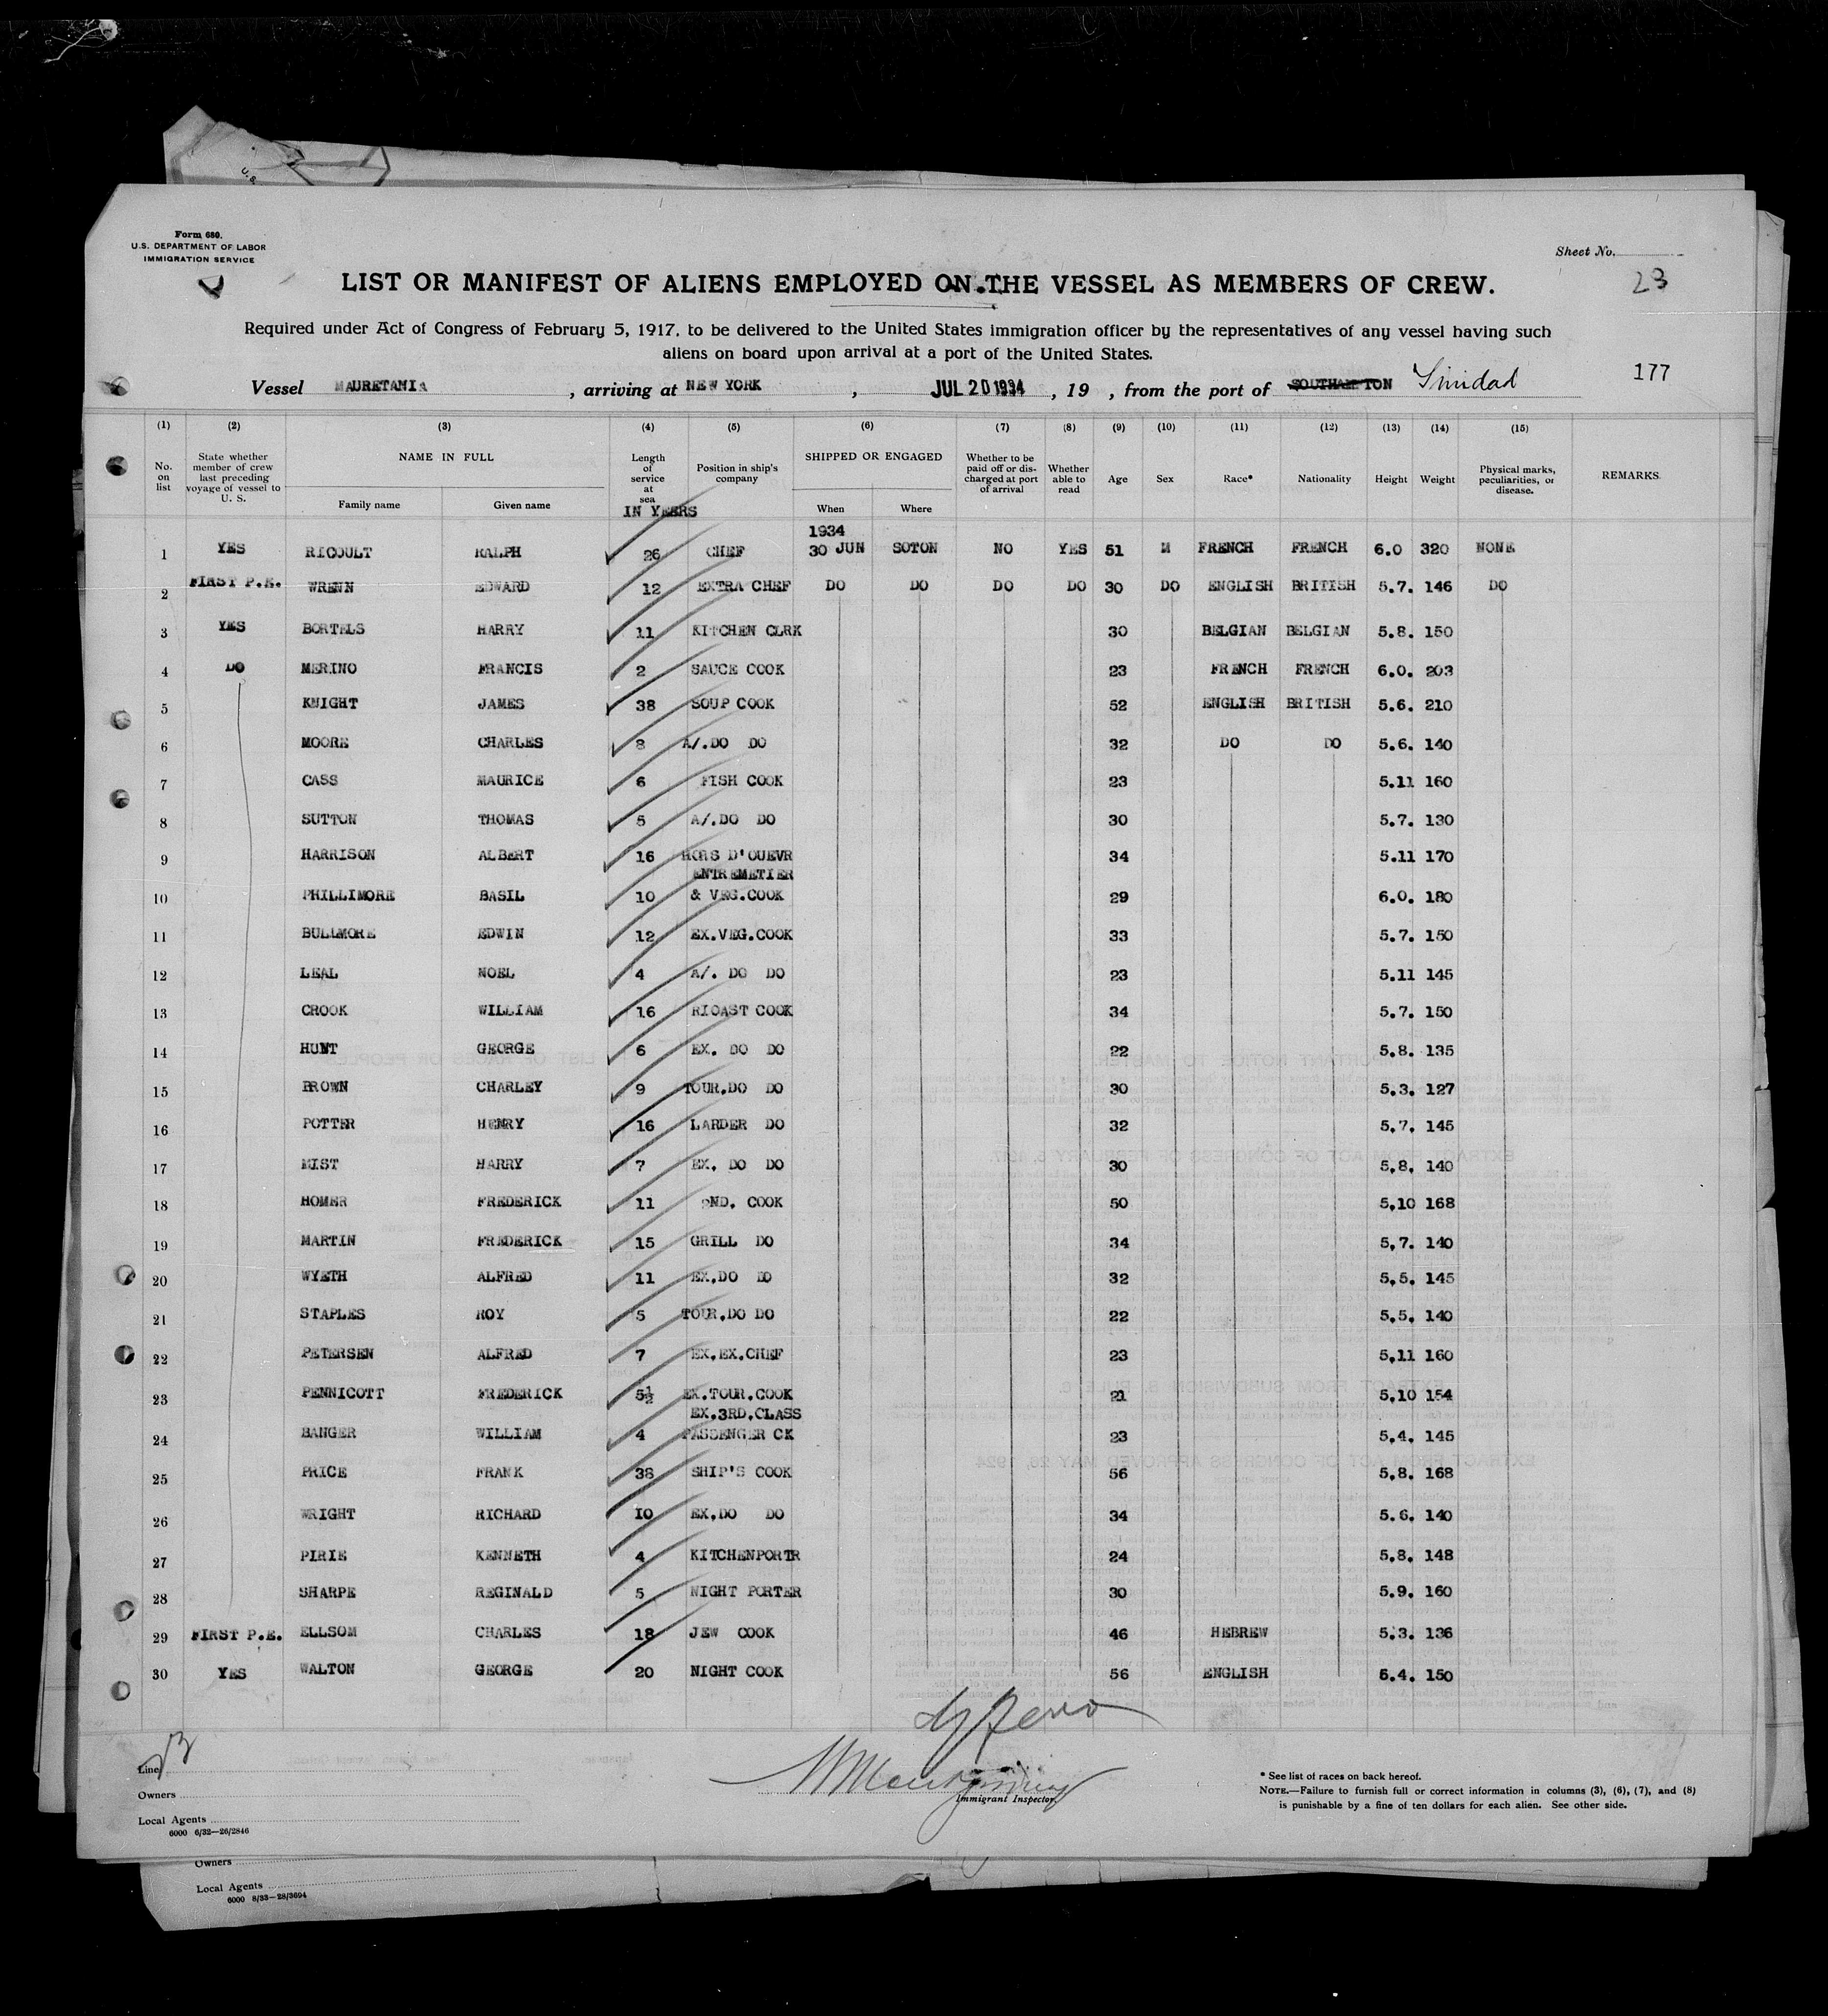 U.S.
Form 680.
U.S. DEPARTMENT OF LABOR
IMMIGRATION SERVICE
Sheet No.
23
LIST OR MANIFEST OF ALIENS EMPLOYED ON THE VESSEL AS MEMBERS OF CREW.
Required under Act of Congress of February 5, 1917, to be delivered to the United States immigration officer by the representatives of any vessel having such
aliens on board upon arrival at a port of the United States.
177
Vessel MAURETANIA, arriving at NEW YORK, JUL 20 1934, 19 , from the port of SOUTHAMPTON Trinidad
(1) (2) (3) (4) (5) (6) (7) (8) (9) (10) (11) (12) (13) (14) (15)
No. on list State whether member of crew last preceding voyage of vessel to U. S. NAME IN FULL Family name Given name Length of service at sea IN YEARS Position in ship's company SHIPPED OR ENGAGED When Where Whether to be paid off or discharged at port of arrival Whether able to read Age Sex Race* Nationality Height Weight Physical marks, peculiarities, or disease. REMARKS
1934
1 YES RICOULT RALPH 26 CHEF 30 JUN SOTON NO YES 51 M FRENCH FRENCH 6.0 320 NONE
2 FIRST P.E. WRENN EDWARD 12 EXTRA CHEF DO DO DO DO 30 DO ENGLISH BRITISH 5.7. 146 DO
3 YES BORTELS HARRY 11 KITCHEN CLRK 30 BELGIAN BELGIAN 5.8. 150
4 DO MERINO FRANCIS 2 SAUCE COOK 23 FRENCH FRENCH 6.0. 203
5 KNIGHT JAMES 38 SOUP COOK 52 ENGLISH BRITISH 5.6. 210
6 MOORE CHARLES 8 A/.DO DO 32 DO DO 5.6. 140
7 CASS MAURICE 6 FISH COOK 23 5.11 160
8 SUTTON THOMAS 5 A/.DO DO 30 5.7. 130
9 HARRISON ALBERT 16 HORS D'OUEVR 34 5.11 170
ENTREMETIER
10 PHILLIMORE BASIL 10 & VEG.COOK 29 6.0. 180
11 BULLMORE EDWIN 12 EX.VEG.COOK 33 5.7. 150
12 LEAL NOEL 4 A/. DO DO 23 5.11 145
13 CROOK WILLIAM 16 RIOAST COOK 34 5.7. 150
14 HUNT GEORGE 6 EX. DO DO 22 5.8. 135
15 BROWN CHARLEY 9 TOUR.DO DO 30 5.3. 127
16 POTTER HENRY 16 LARDER DO 32 5.7. 145
17 MIST HARRY 7 EX. DO DO 30 5.8. 140
18 HOMER FREDERICK 11 2ND. COOK 50 5.10 168
19 MARTIN FREDERICK 15 GRILL DO 34 5.7. 140
20 WYETH ALFRED 11 EX.DO DO 32 5.5. 145
21 STAPLES ROY 5 TOUR.DO DO 22 5.5. 140
22 PETERSEN ALFRED 7 EX.EX.CHEF 23 5.11 160
23 PENNICOTT FREDERICK 5½ EX.TOUR.COOK 21 5.10 154
EX.3RD.CLASS
24 BANGER WILLIAM 4 PASSENGER CK 23 5.4. 145
25 PRICE FRANK 38 SHIP'S COOK 56 5.8. 168
26 WRIGHT RICHARD 10 EX.DO DO 34 5.6. 140
27 PIRIE KENNETH 4 KITCHENPORTR 24 5.8. 148
28 SHARPE REGINALD 5 NIGHT PORTER 30 5.9. 160
29 FIRST P.E. ELLSOM CHARLES 18 JEW COOK 46 HEBREW 5.3. 136
30 YES WALTON GEORGE 20 NIGHT COOK 56 ENGLISH 5.4. 150
Line
Owners
Local Agents
6000 6/32—26/2846
Immigrant Inspector.
* See list of races on back hereof.
NOTE.—Failure to furnish full or correct information in columns (3), (6), (7), and (8)
is punishable by a fine of ten dollars for each alien. See other side.
Owners
Local Agents
6000 8/33—28/3694